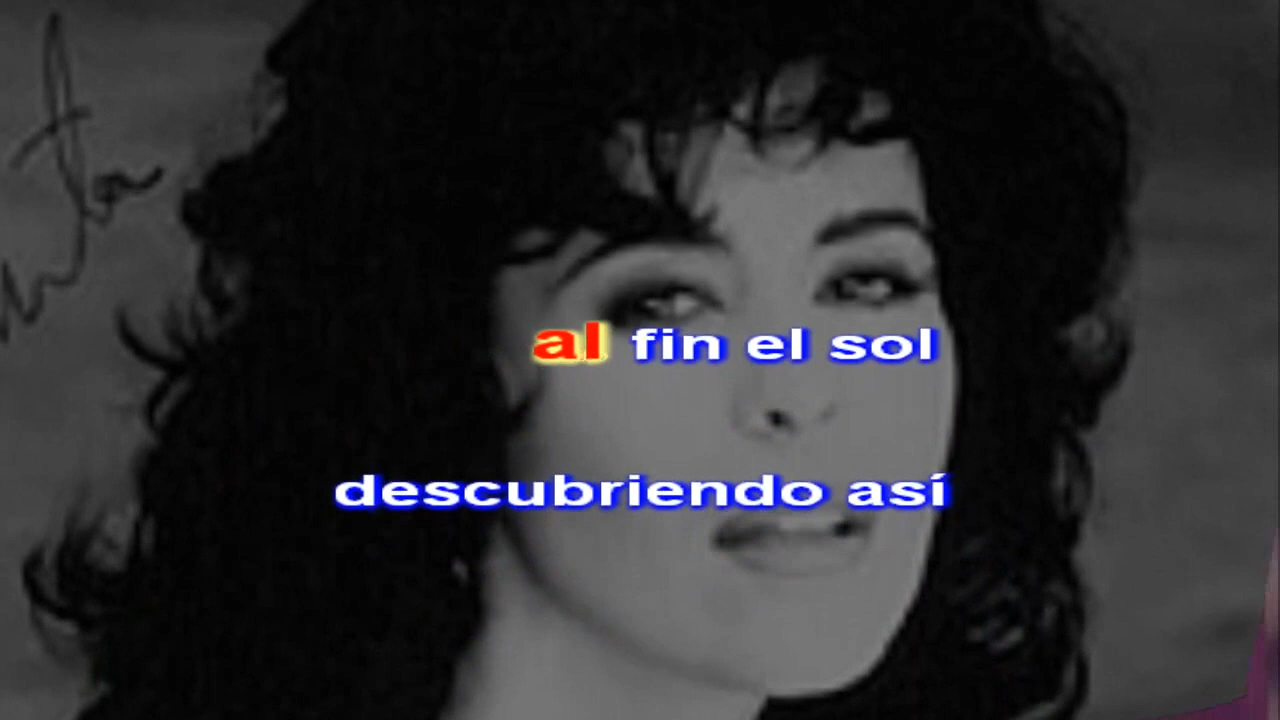 al fin el sol
descubriendo así